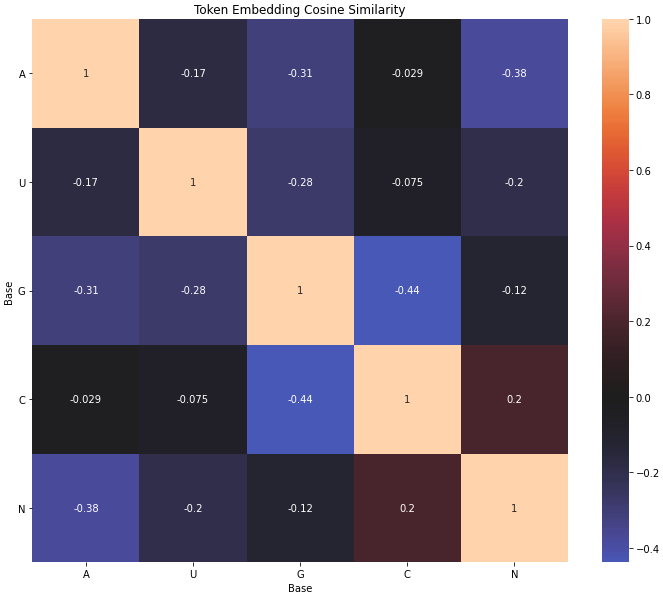 Token Embedding Cosine Similarity
A 1 -0.17 -0.31 -0.029 -0.38
U -0.17 1 -0.28 -0.075 -0.2
G -0.31 -0.28 1 -0.44 -0.12
C -0.029 -0.075 -0.44 1 0.2
N -0.38 -0.2 -0.12 0.2 1
A U G C N
Base
Base
1.0
0.8
0.6
0.4
0.2
0.0
−0.2
−0.4